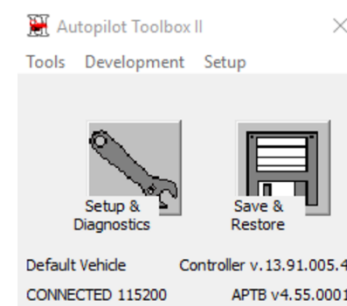 Autopilot Toolbox II
Tools Development Setup
Setup & Diagnostics
Save & Restore
Default Vehicle Controller v.13.91.005.4
CONNECTED 115200 APTB v4.55.0001